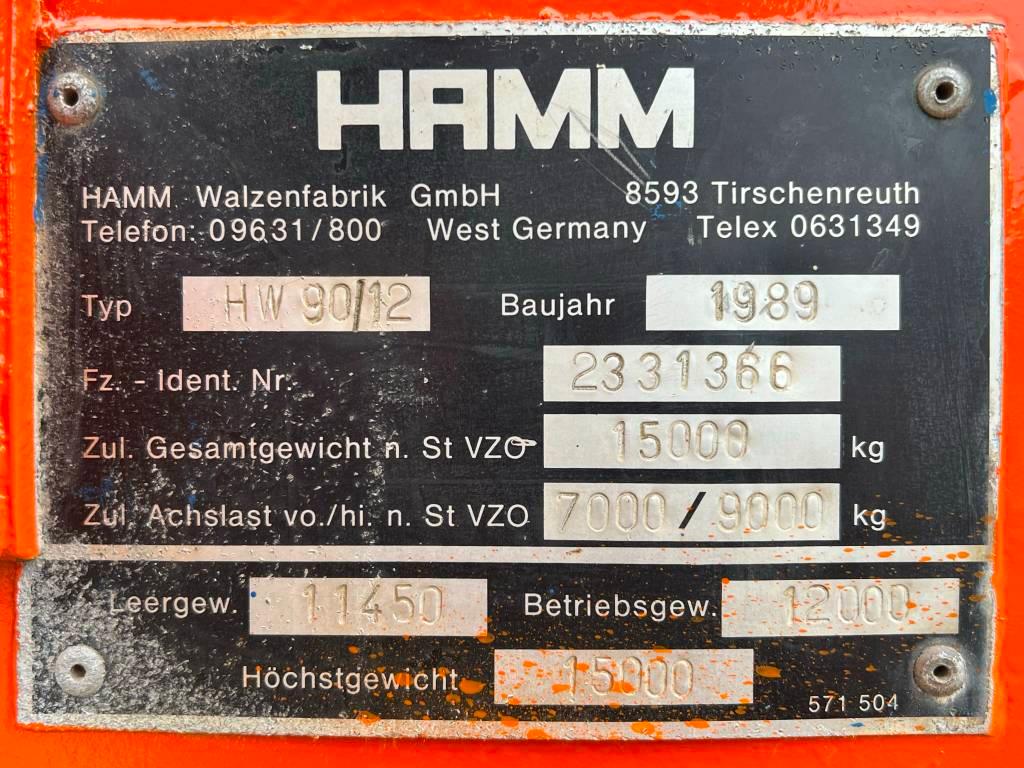 HAMM
HAMM Walzenfabrik GmbH 8593 Tirschenreuth
Telefon: 09631/800 West Germany Telex 0631349
Typ HW 90/12 Baujahr 1989
Fz. - Ident. Nr. 2331366
Zul. Gesamtgewicht n. St VZO 15000 kg
Zul. Achslast vo./hi. n. St VZO 7000 / 9000 kg
Leergew. 11450 Betriebsgew. 12000
Höchstgewicht 15000
571 504